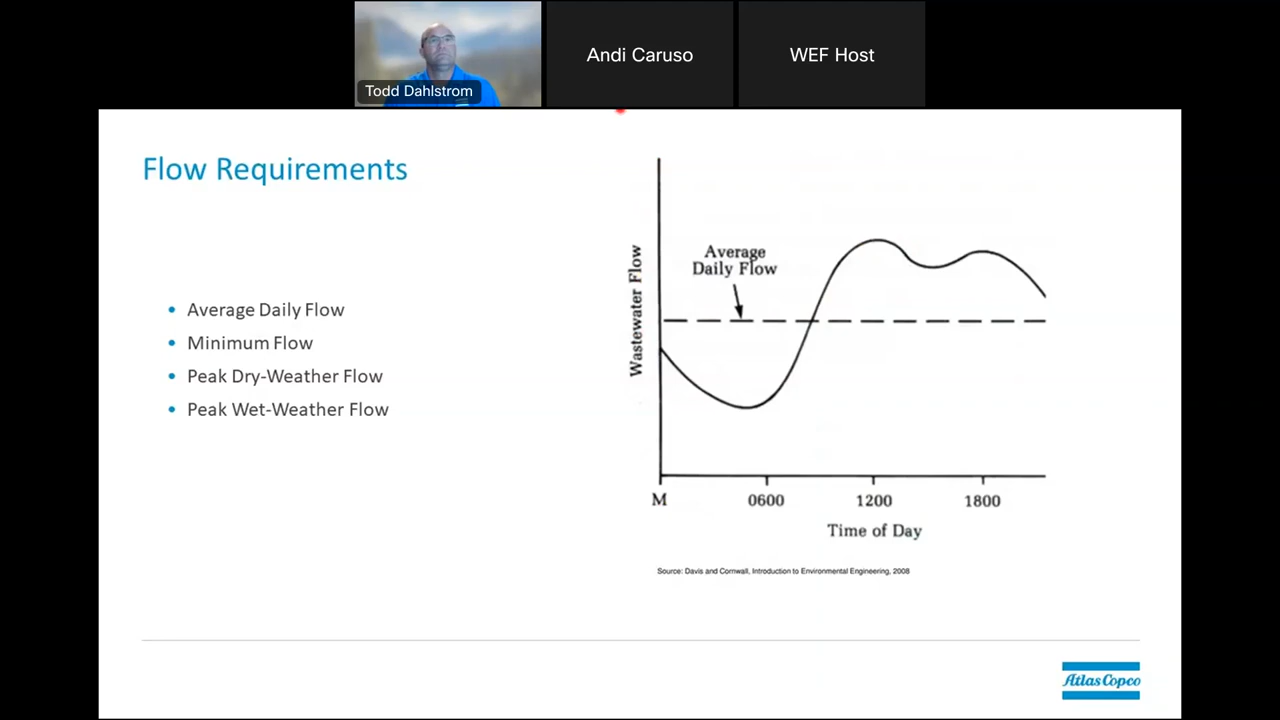 Todd Dahlstrom
Andi Caruso
WEF Host
Flow Requirements
• Average Daily Flow
• Minimum Flow
• Peak Dry-Weather Flow
• Peak Wet-Weather Flow
Wastewater Flow
Average
Daily Flow
M 0600 1200 1800
Time of Day
Source: Davis and Cornwall, Introduction to Environmental Engineering, 2008
Atlas Copco